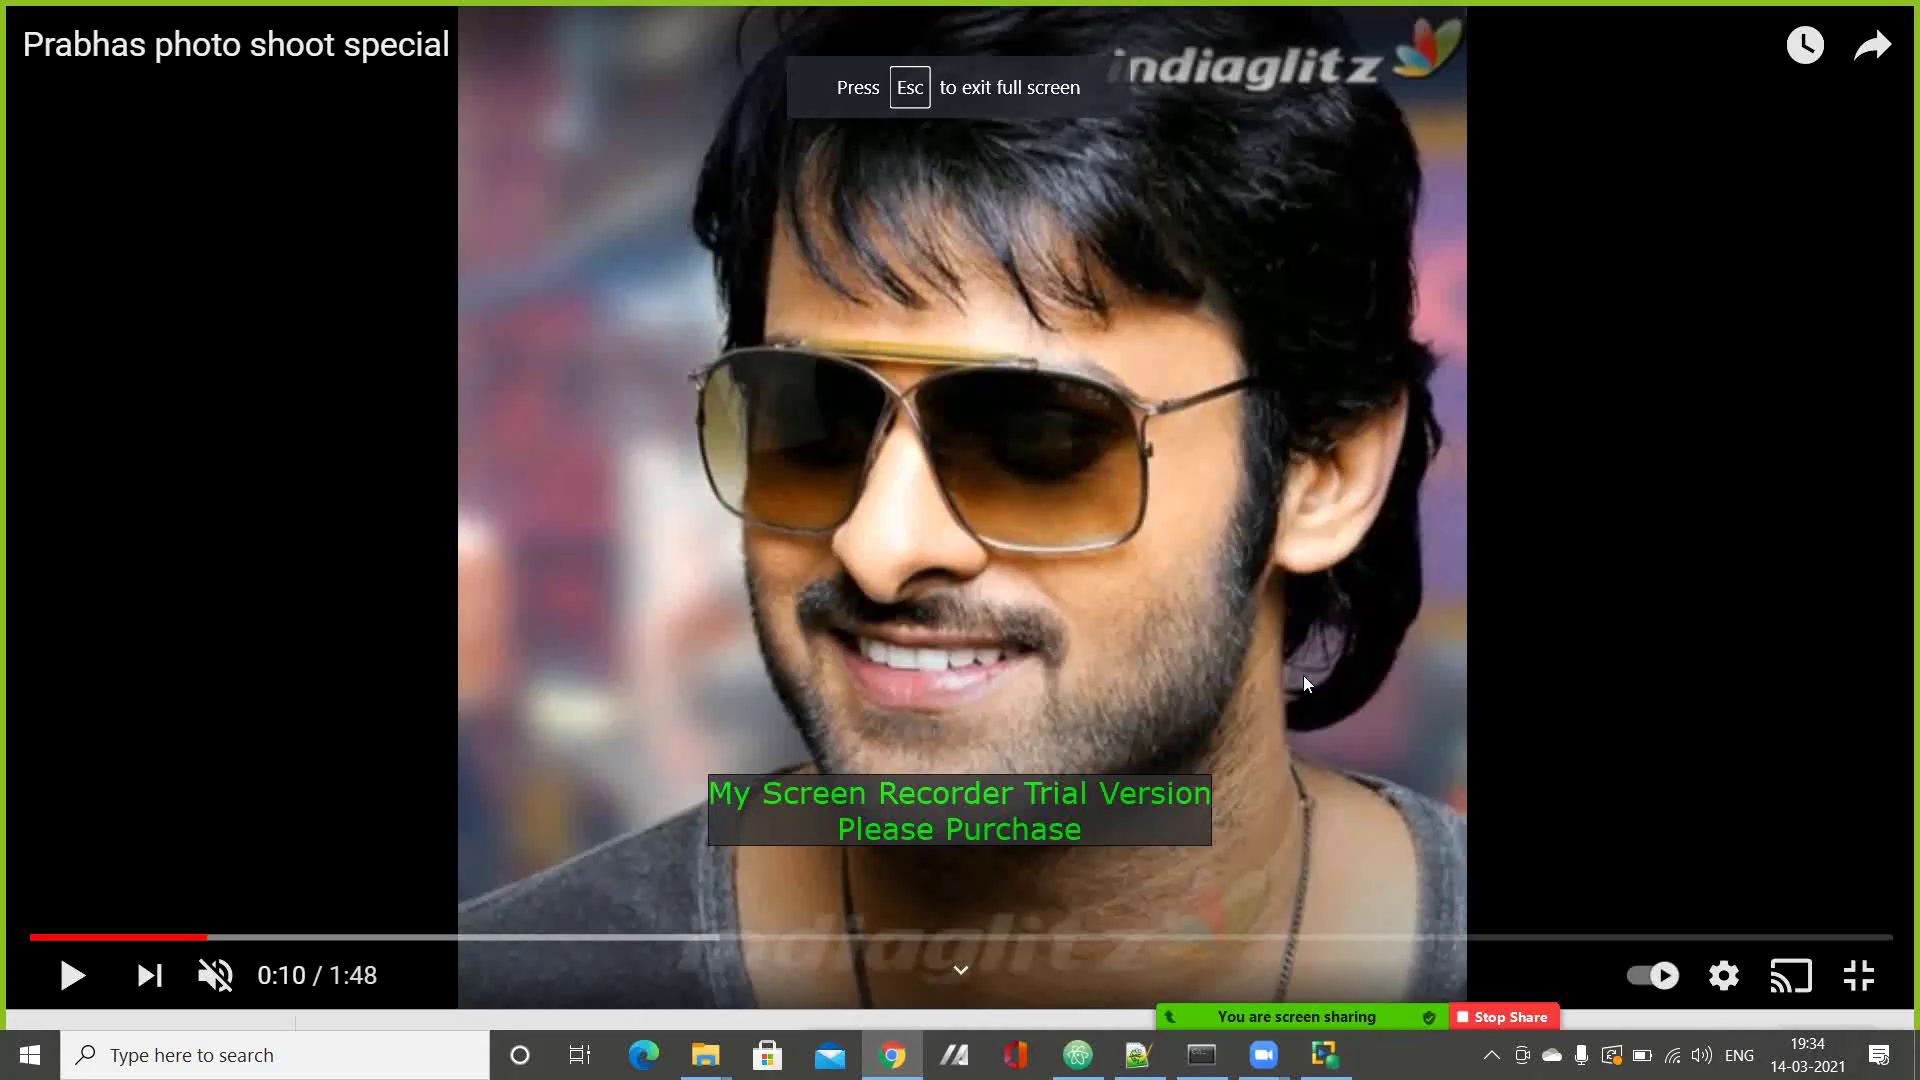 Prabhas photo shoot special
indiaglitz
Press Esc to exit full screen
My Screen Recorder Trial Version
Please Purchase
indiaglitz
0:10 / 1:48
You are screen sharing
Stop Share
Type here to search
ENG
19:34
14-03-2021